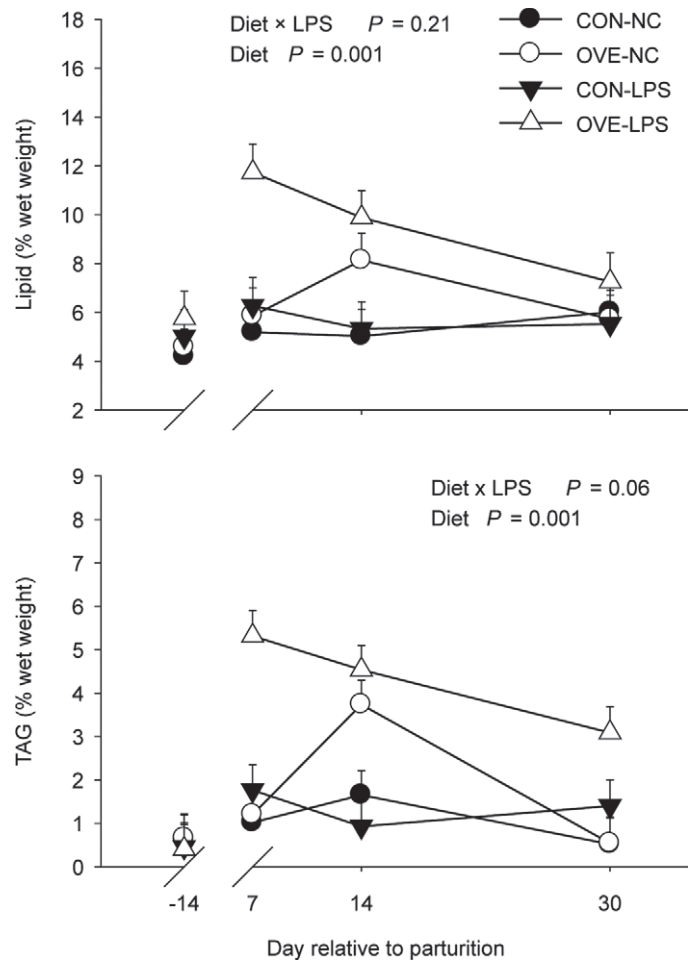 18
16
14
12
10
8
6
4
2
Lipid (% wet weight)
Diet × LPS P = 0.21
Diet P = 0.001
CON-NC
OVE-NC
CON-LPS
OVE-LPS
9
8
7
6
5
4
3
2
1
0
TAG (% wet weight)
Diet x LPS P = 0.06
Diet P = 0.001
-14 7 14 30
Day relative to parturition